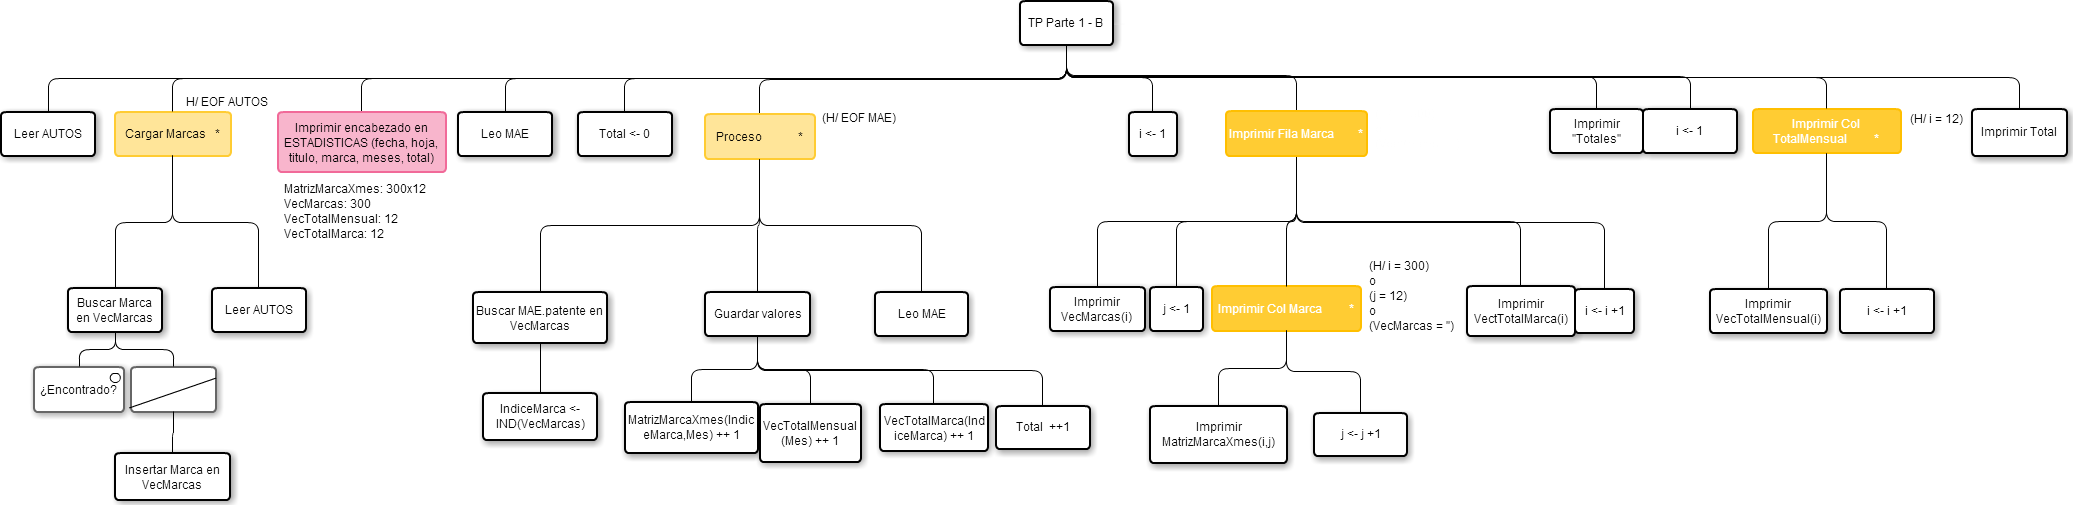 TP Parte 1 - B
H/ EOF AUTOS
Leer AUTOS
Cargar Marcas *
Imprimir encabezado en
ESTADISTICAS (fecha, hoja,
titulo, marca, meses, total)
Leo MAE
Total <- 0
Proceso *
(H/ EOF MAE)
i <- 1
Imprimir Fila Marca *
Imprimir
"Totales"
i <- 1
Imprimir Col
TotalMensual *
(H/ i = 12)
Imprimir Total
MatrizMarcaXmes: 300x12
VecMarcas: 300
VecTotalMensual: 12
VecTotalMarca: 12
Buscar Marca
en VecMarcas
Leer AUTOS
Buscar MAE.patente en
VecMarcas
Guardar valores
Leo MAE
Imprimir
VecMarcas(i)
j <- 1
Imprimir Col Marca *
(H/ i = 300)
o
(j = 12)
o
(VecMarcas = '')
Imprimir
VectTotalMarca(i)
i <- i +1
Imprimir
VecTotalMensual(i)
i <- i +1
¿Encontrado?
IndiceMarca <-
IND(VecMarcas)
MatrizMarcaXmes(Indic
eMarca,Mes) ++ 1
VecTotalMensual
(Mes) ++ 1
VecTotalMarca(Ind
iceMarca) ++ 1
Total ++1
Imprimir
MatrizMarcaXmes(i,j)
j <- j +1
Insertar Marca en
VecMarcas